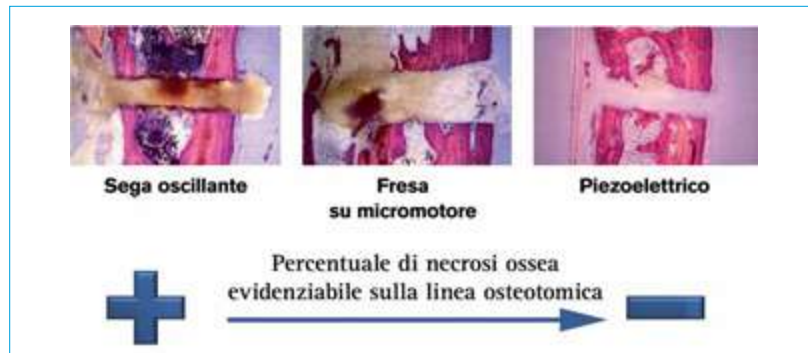 Sega oscillante
Fresa
su micromotore
Piezoelettrico
Percentuale di necrosi ossea
evidenziabile sulla linea osteotomica